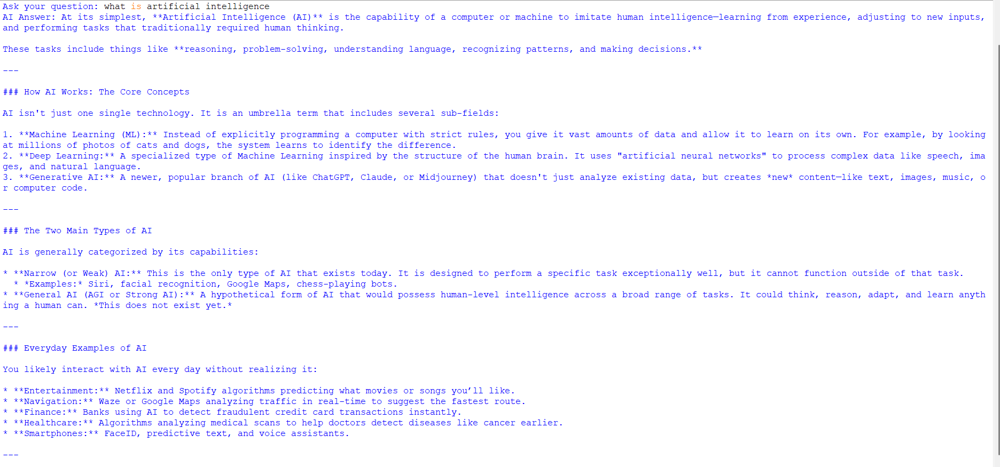 Ask your question: what is artificial intelligence
AI Answer: At its simplest, **Artificial Intelligence (AI)** is the capability of a computer or machine to imitate human intelligence—learning from experience, adjusting to new inputs,
and performing tasks that traditionally required human thinking.
These tasks include things like **reasoning, problem-solving, understanding language, recognizing patterns, and making decisions.**
---
### How AI Works: The Core Concepts
AI isn't just one single technology. It is an umbrella term that includes several sub-fields:
1. **Machine Learning (ML):** Instead of explicitly programming a computer with strict rules, you give it vast amounts of data and allow it to learn on its own. For example, by looking
at millions of photos of cats and dogs, the system learns to identify the difference.
2. **Deep Learning:** A specialized type of Machine Learning inspired by the structure of the human brain. It uses "artificial neural networks" to process complex data like speech, ima
ges, and natural language.
3. **Generative AI:** A newer, popular branch of AI (like ChatGPT, Claude, or Midjourney) that doesn't just analyze existing data, but creates *new* content—like text, images, music, o
r computer code.
---
### The Two Main Types of AI
AI is generally categorized by its capabilities:
* **Narrow (or Weak) AI:** This is the only type of AI that exists today. It is designed to perform a specific task exceptionally well, but it cannot function outside of that task.
  * *Examples:* Siri, facial recognition, Google Maps, chess-playing bots.
* **General AI (AGI or Strong AI):** A hypothetical form of AI that would possess human-level intelligence across a broad range of tasks. It could think, reason, adapt, and learn anyth
ing a human can. *This does not exist yet.*
---
### Everyday Examples of AI
You likely interact with AI every day without realizing it:
* **Entertainment:** Netflix and Spotify algorithms predicting what movies or songs you’ll like.
* **Navigation:** Waze or Google Maps analyzing traffic in real-time to suggest the fastest route.
* **Finance:** Banks using AI to detect fraudulent credit card transactions instantly.
* **Healthcare:** Algorithms analyzing medical scans to help doctors detect diseases like cancer earlier.
* **Smartphones:** FaceID, predictive text, and voice assistants.
---